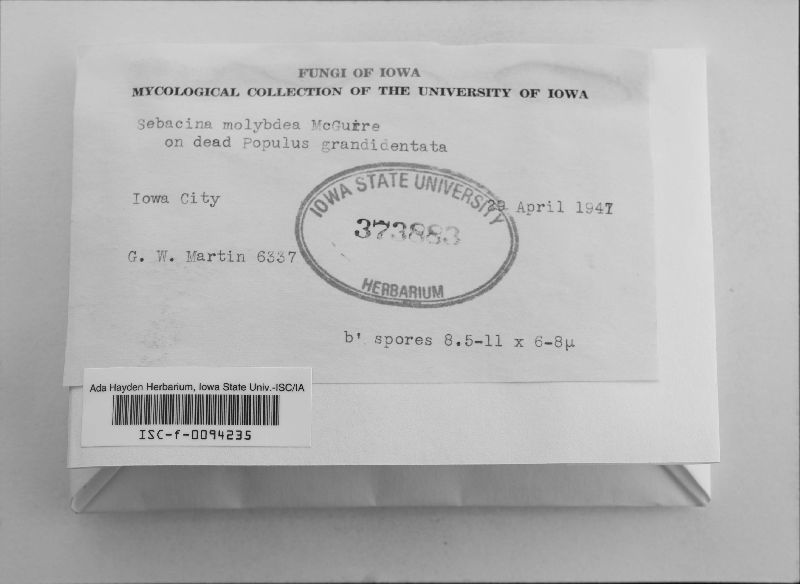 FUNGI OF IOWA
MYCOLOGICAL COLLECTION OF THE UNIVERSITY OF IOWA
Sebacina molybdea McGuire
on dead Populus grandidentata
Iowa City
29 April 1947
IOWA STATE UNIVERSITY
373883
HERBARIUM
G. W. Martin 6337
b' spores 8.5-11 x 6-8µ
Ada Hayden Herbarium, Iowa State Univ.-ISC/IA
ISC-f-0094235